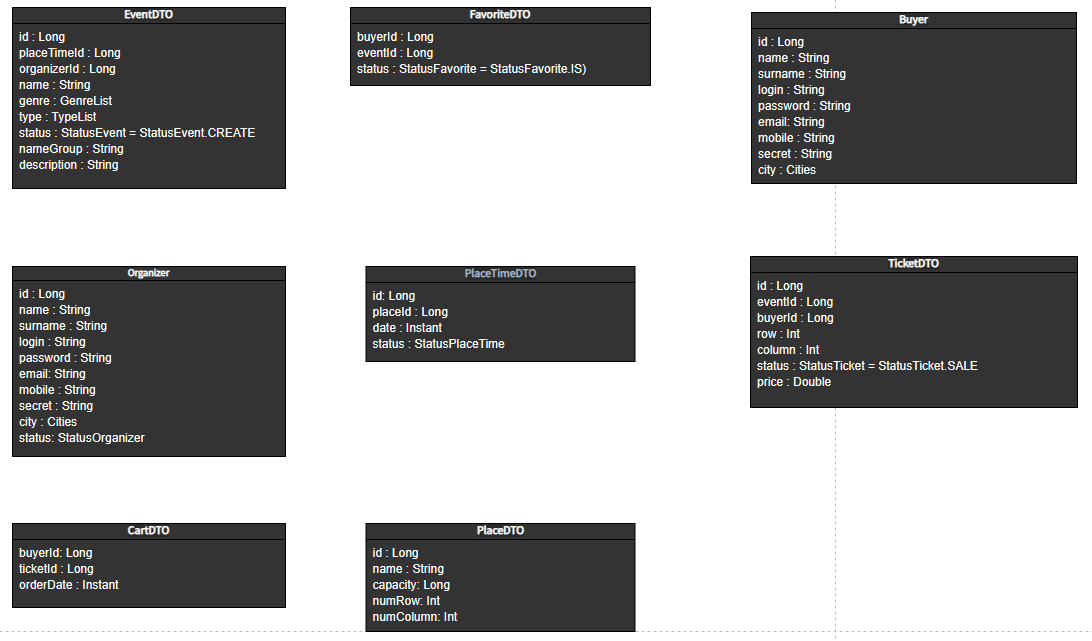 EventDTO
id : Long
placeTimeId : Long
organizerId : Long
name : String
genre : GenreList
type : TypeList
status : StatusEvent = StatusEvent.CREATE
nameGroup : String
description : String
FavoriteDTO
buyerId : Long
eventId : Long
status : StatusFavorite = StatusFavorite.IS)
Buyer
id : Long
name : String
surname : String
login : String
password : String
email: String
mobile : String
secret : String
city : Cities
Organizer
id : Long
name : String
surname : String
login : String
password : String
email: String
mobile : String
secret : String
city : Cities
status: StatusOrganizer
PlaceTimeDTO
id: Long
placeId : Long
date : Instant
status : StatusPlaceTime
TicketDTO
id : Long
eventId : Long
buyerId : Long
row : Int
column : Int
status : StatusTicket = StatusTicket.SALE
price : Double
CartDTO
buyerId: Long
ticketId : Long
orderDate : Instant
PlaceDTO
id : Long
name : String
capacity: Long
numRow: Int
numColumn: Int